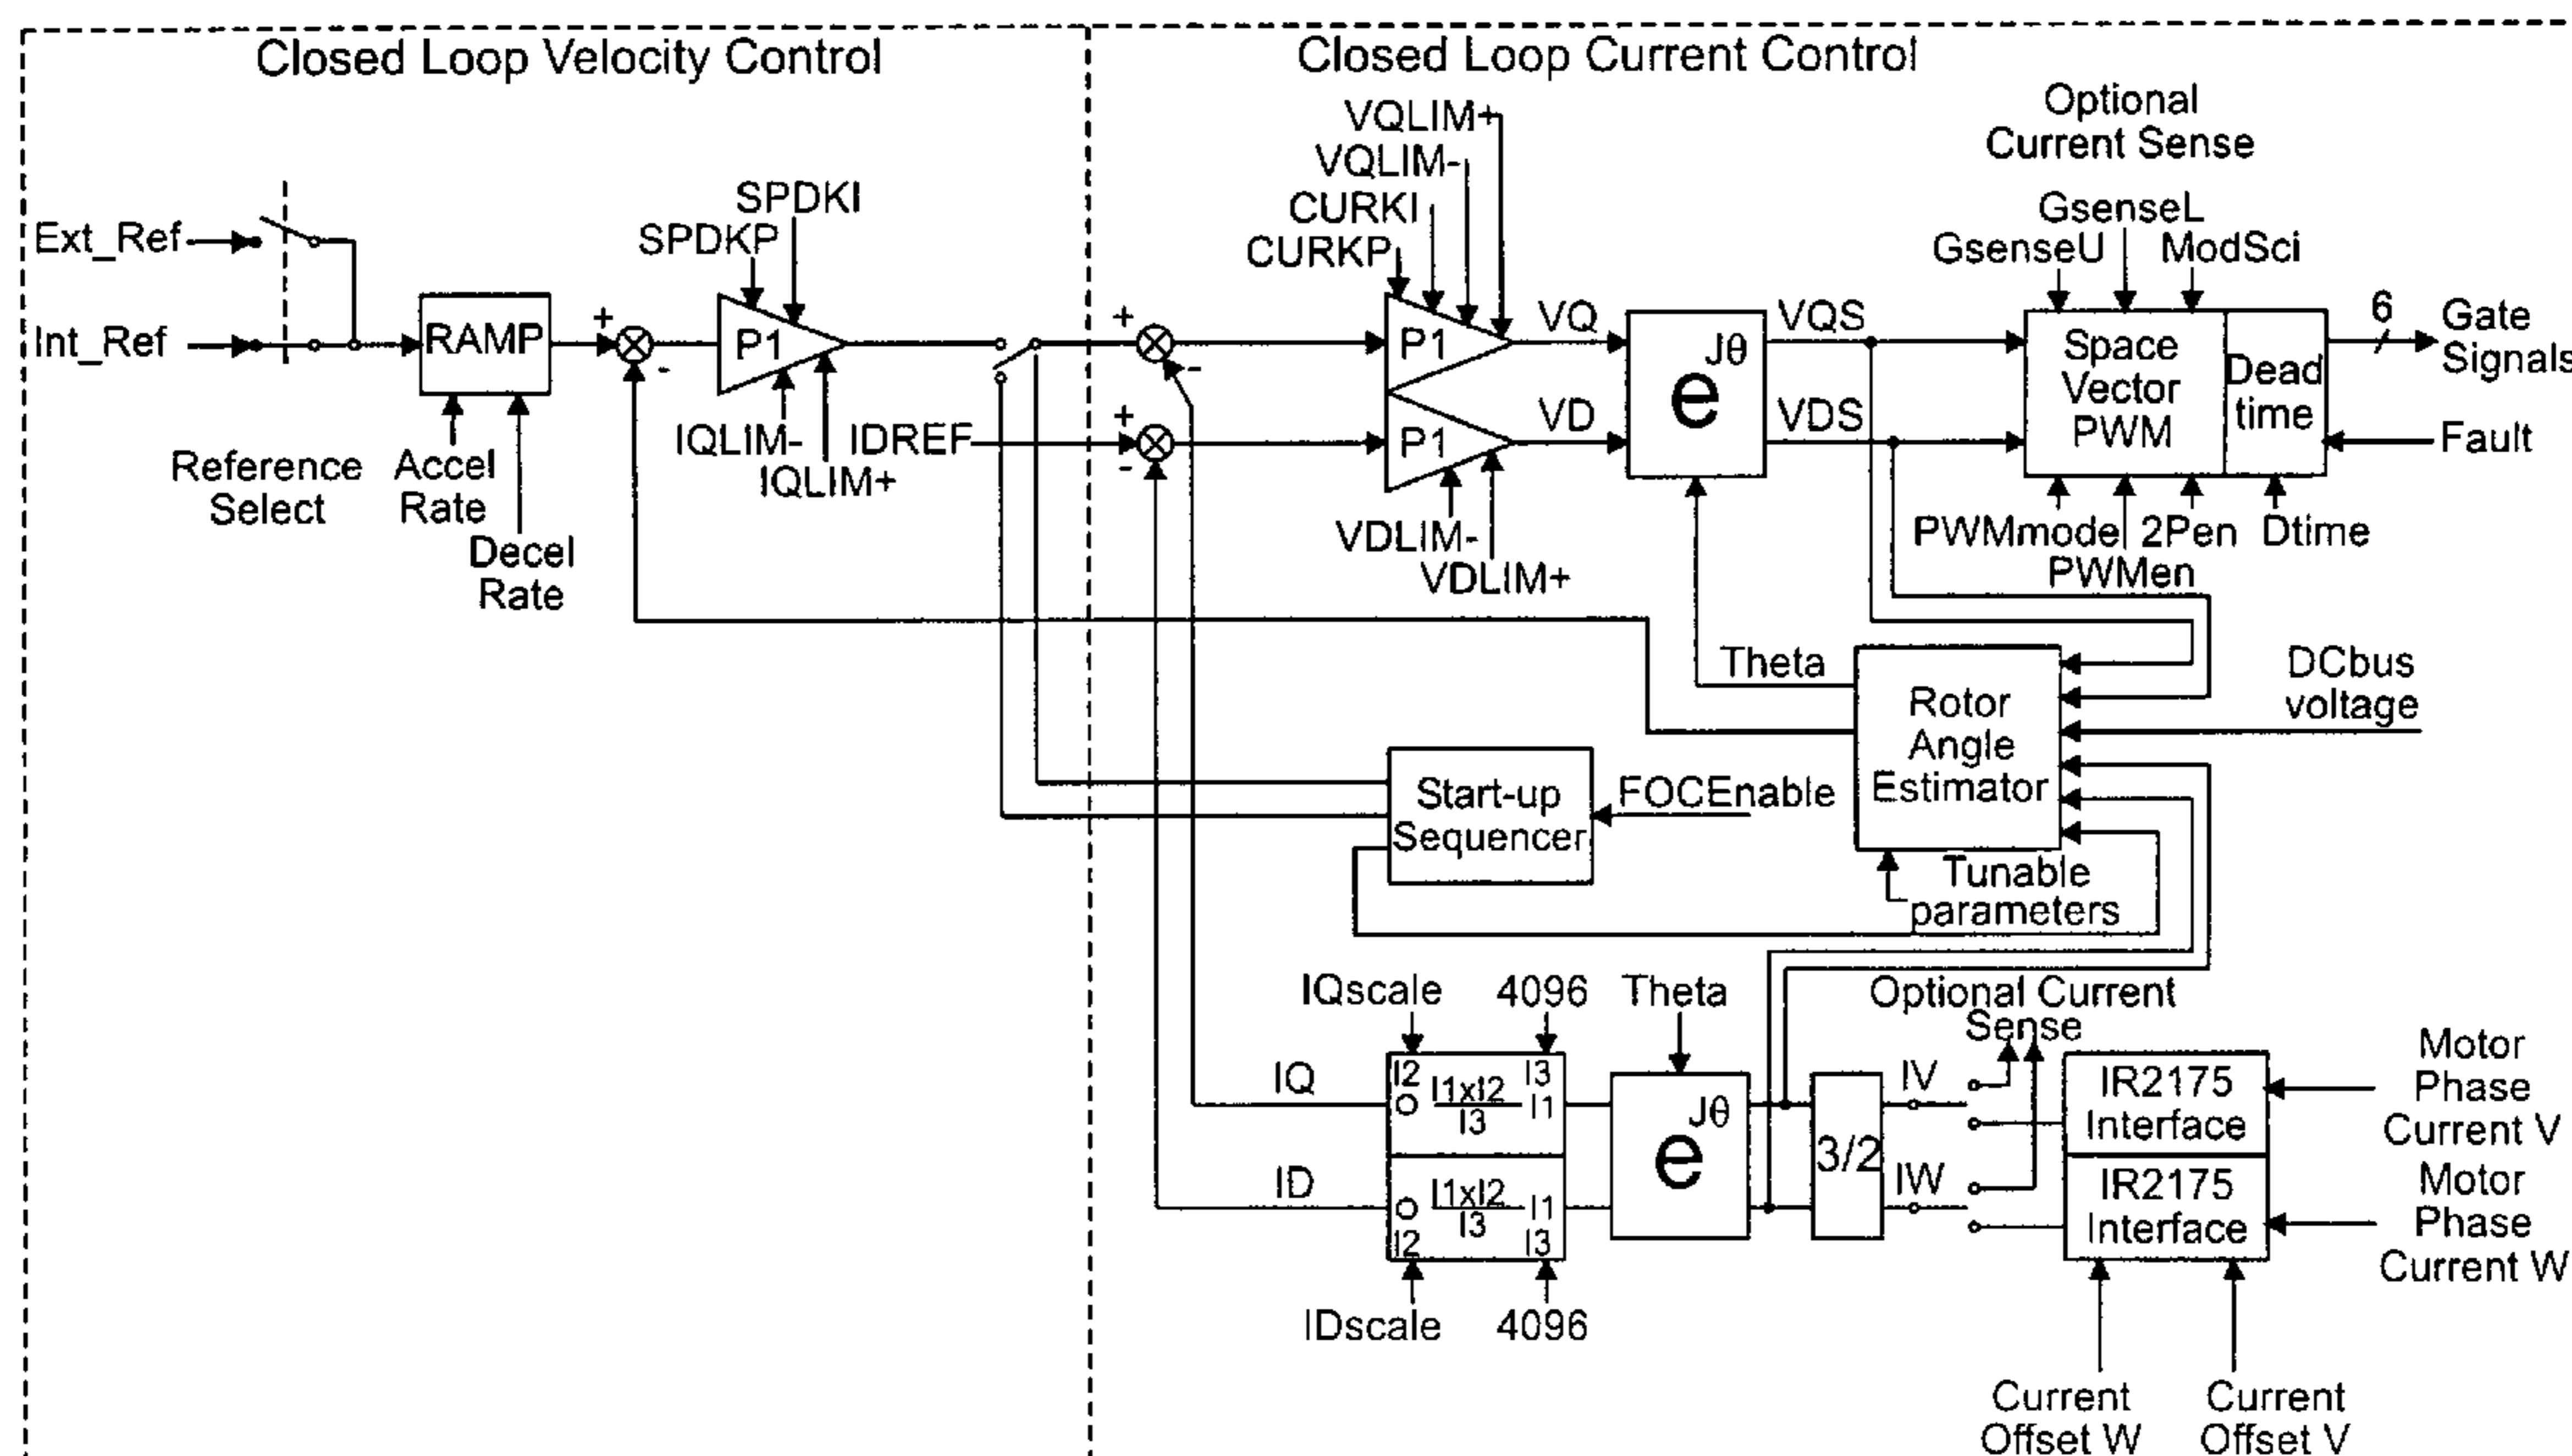 Closed Loop Velocity Control
Closed Loop Current Control
Ext_Ref
Int_Ref
Reference
Select
RAMP
Accel
Rate
Decel
Rate
+
-
SPDKP
SPDKI
P1
IQLIM-
IQLIM+
IDREF
+
-
+
-
VQLIM+
VQLIM-
CURKI
CURKP
P1
P1
VDLIM-
VDLIM+
VQ
VD
e Jθ
VQS
VDS
Optional
Current Sense
GsenseL
GsenseU
ModScI
Space
Vector
PWM
Dead
time
6
Gate
Signals
Fault
PWMmode
2Pen
Dtime
PWMen
Theta
Rotor
Angle
Estimator
DCbus
voltage
Start-up
Sequencer
FOCEnable
Tunable
parameters
IQscale
4096
Theta
Optional Current
Sense
IQ
I2
O
I1xI2
I3
I3
I1
ID
O
I1xI2
I3
I1
I2
I3
e Jθ
3/2
IV
IW
IR2175
Interface
IR2175
Interface
Motor
Phase
Current V
Motor
Phase
Current W
IDscale
4096
Current
Offset W
Current
Offset V